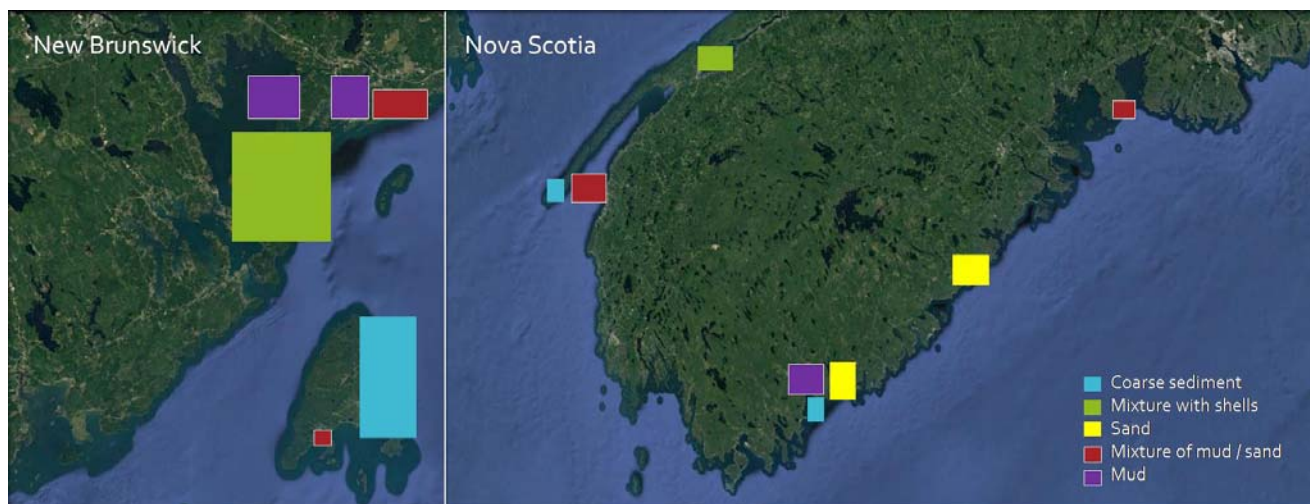 New Brunswick
Nova Scotia
Coarse sediment
Mixture with shells
Sand
Mixture of mud / sand
Mud